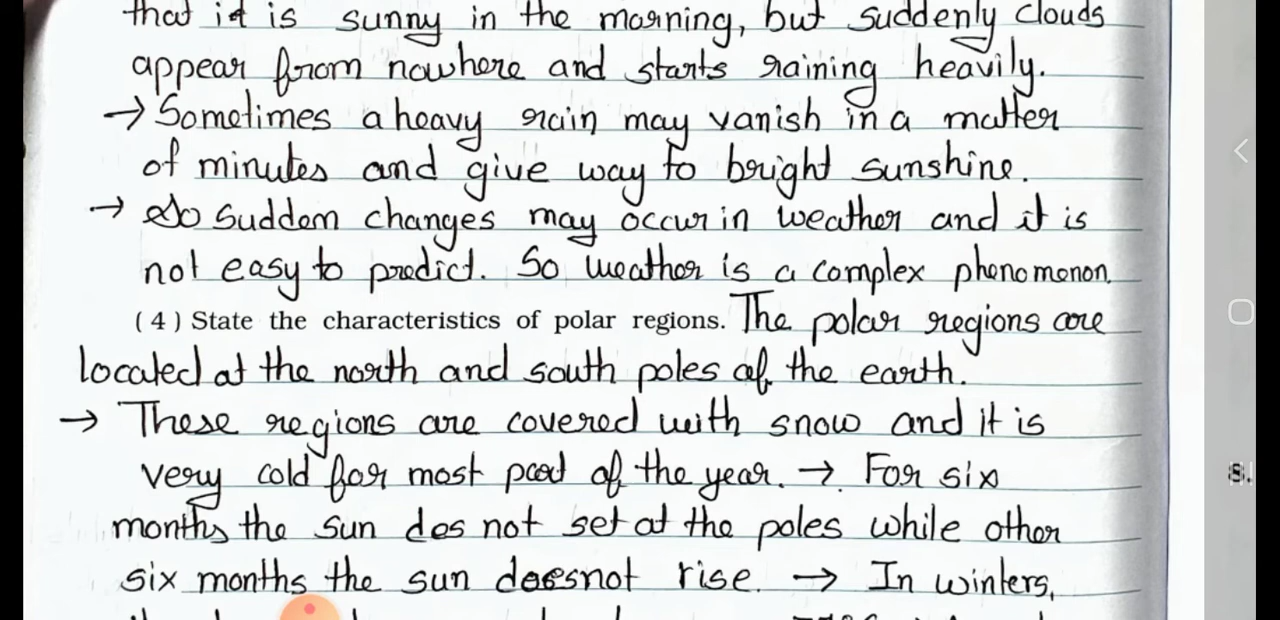 that it is sunny in the morning, but suddenly clouds
appear from nowhere and starts raining heavily.
→ Sometimes a heavy rain may vanish in a matter
of minutes and give way to bright sunshine.
→ So Suddem changes may occur in weather and it is
not easy to predict. So weather is a complex phenomenon.
( 4 ) State the characteristics of polar regions. The polar regions are
located at the north and south poles of the earth.
→ These regions are covered with snow and it is
very cold for most part of the year. → For six
months the sun des not set at the poles while other
six months the sun doesnot rise. → In winters,
8.